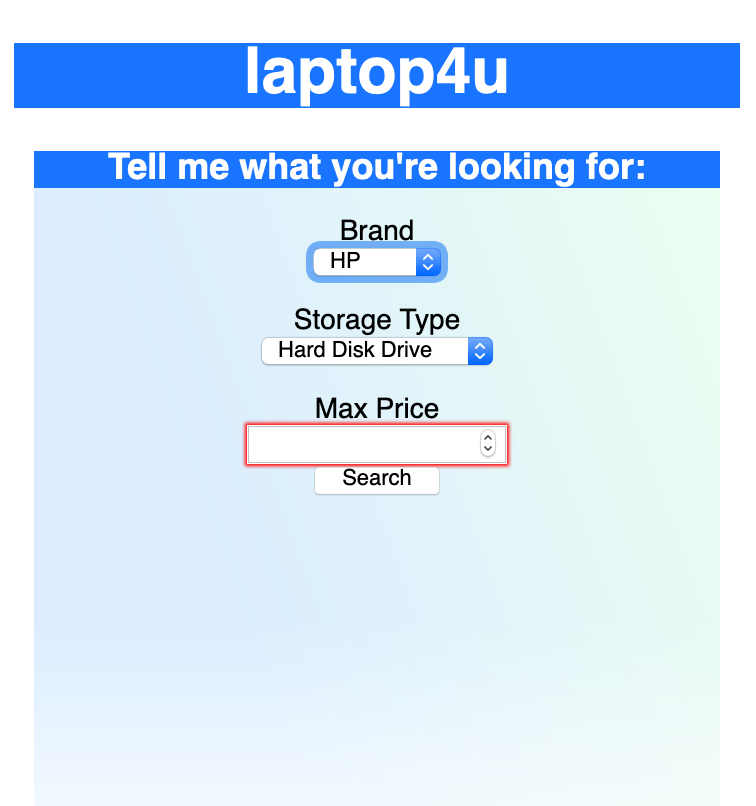 laptop4u
Tell me what you're looking for:
Brand
HP
Storage Type
Hard Disk Drive
Max Price
Search